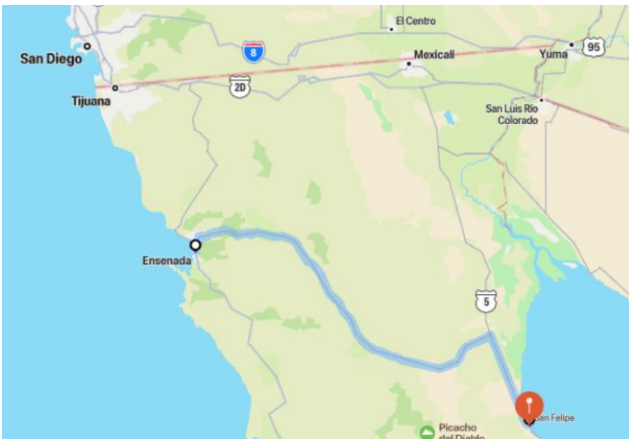 El Centro
San Diego
8
Mexicali
Yuma
95
Tijuana
2D
San Luis Río
Colorado
Ensenada
5
San Felipe
Picacho
del Diablo